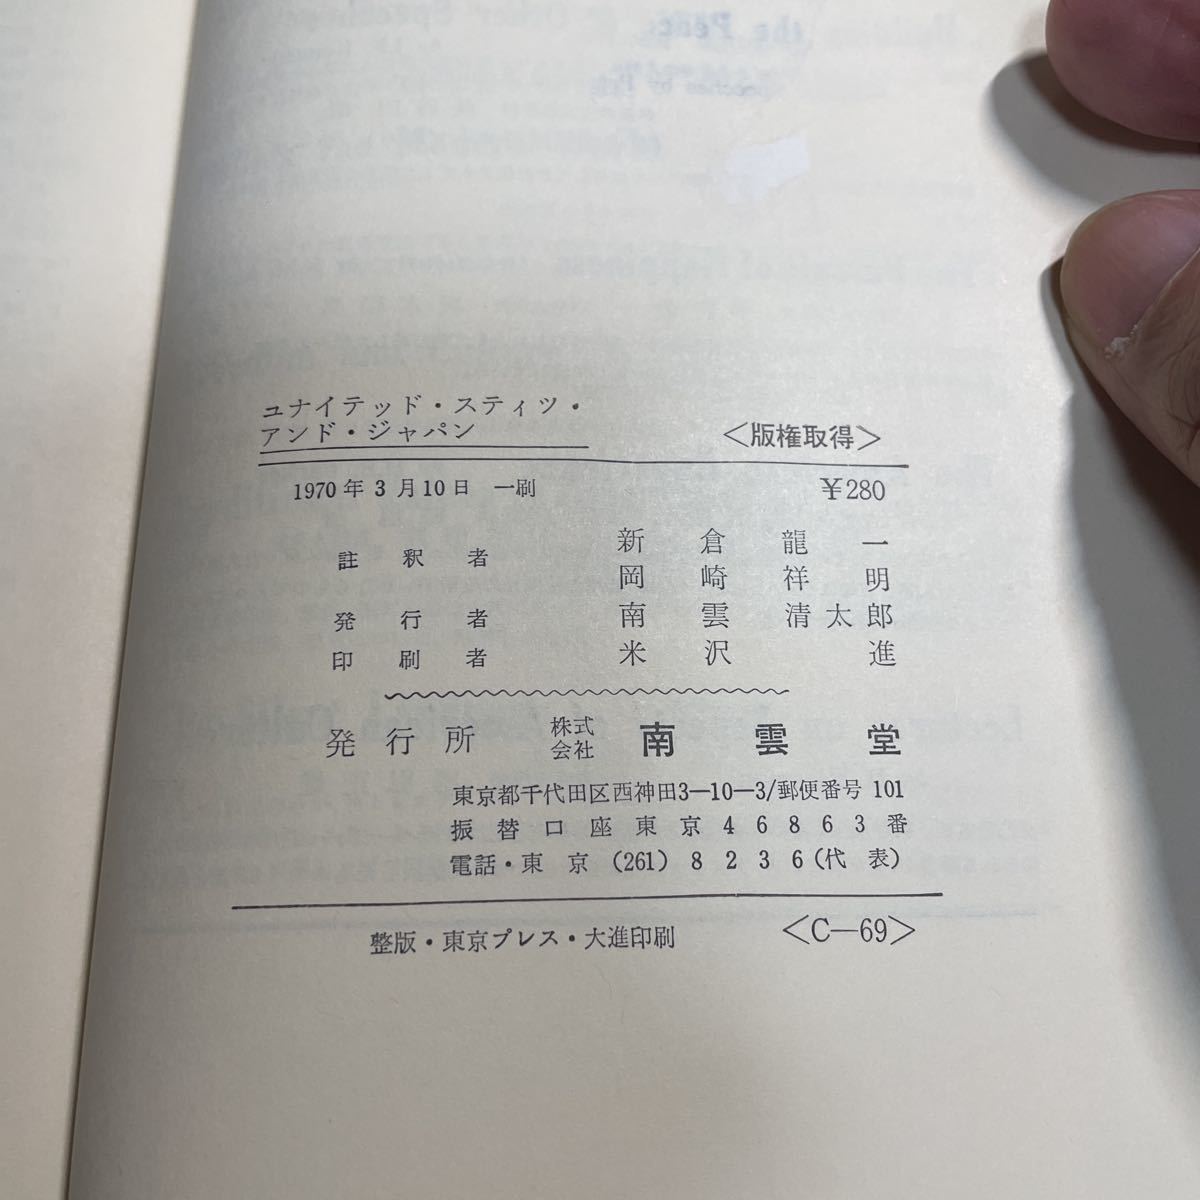 ユナイテッド・スティツ・
アンド・ジャパン
＜版権取得＞
1970年3月10日 一刷 ¥280
註釈者 新倉龍一
岡崎祥明
発行者 南雲清太郎
印刷者 米沢進
発行所 株式会社 南雲堂
東京都千代田区西神田3—10—3/郵便番号101
振替口座東京46863番
電話・東京(261)8236(代表)
整版・東京プレス・大進印刷 ＜C—69＞